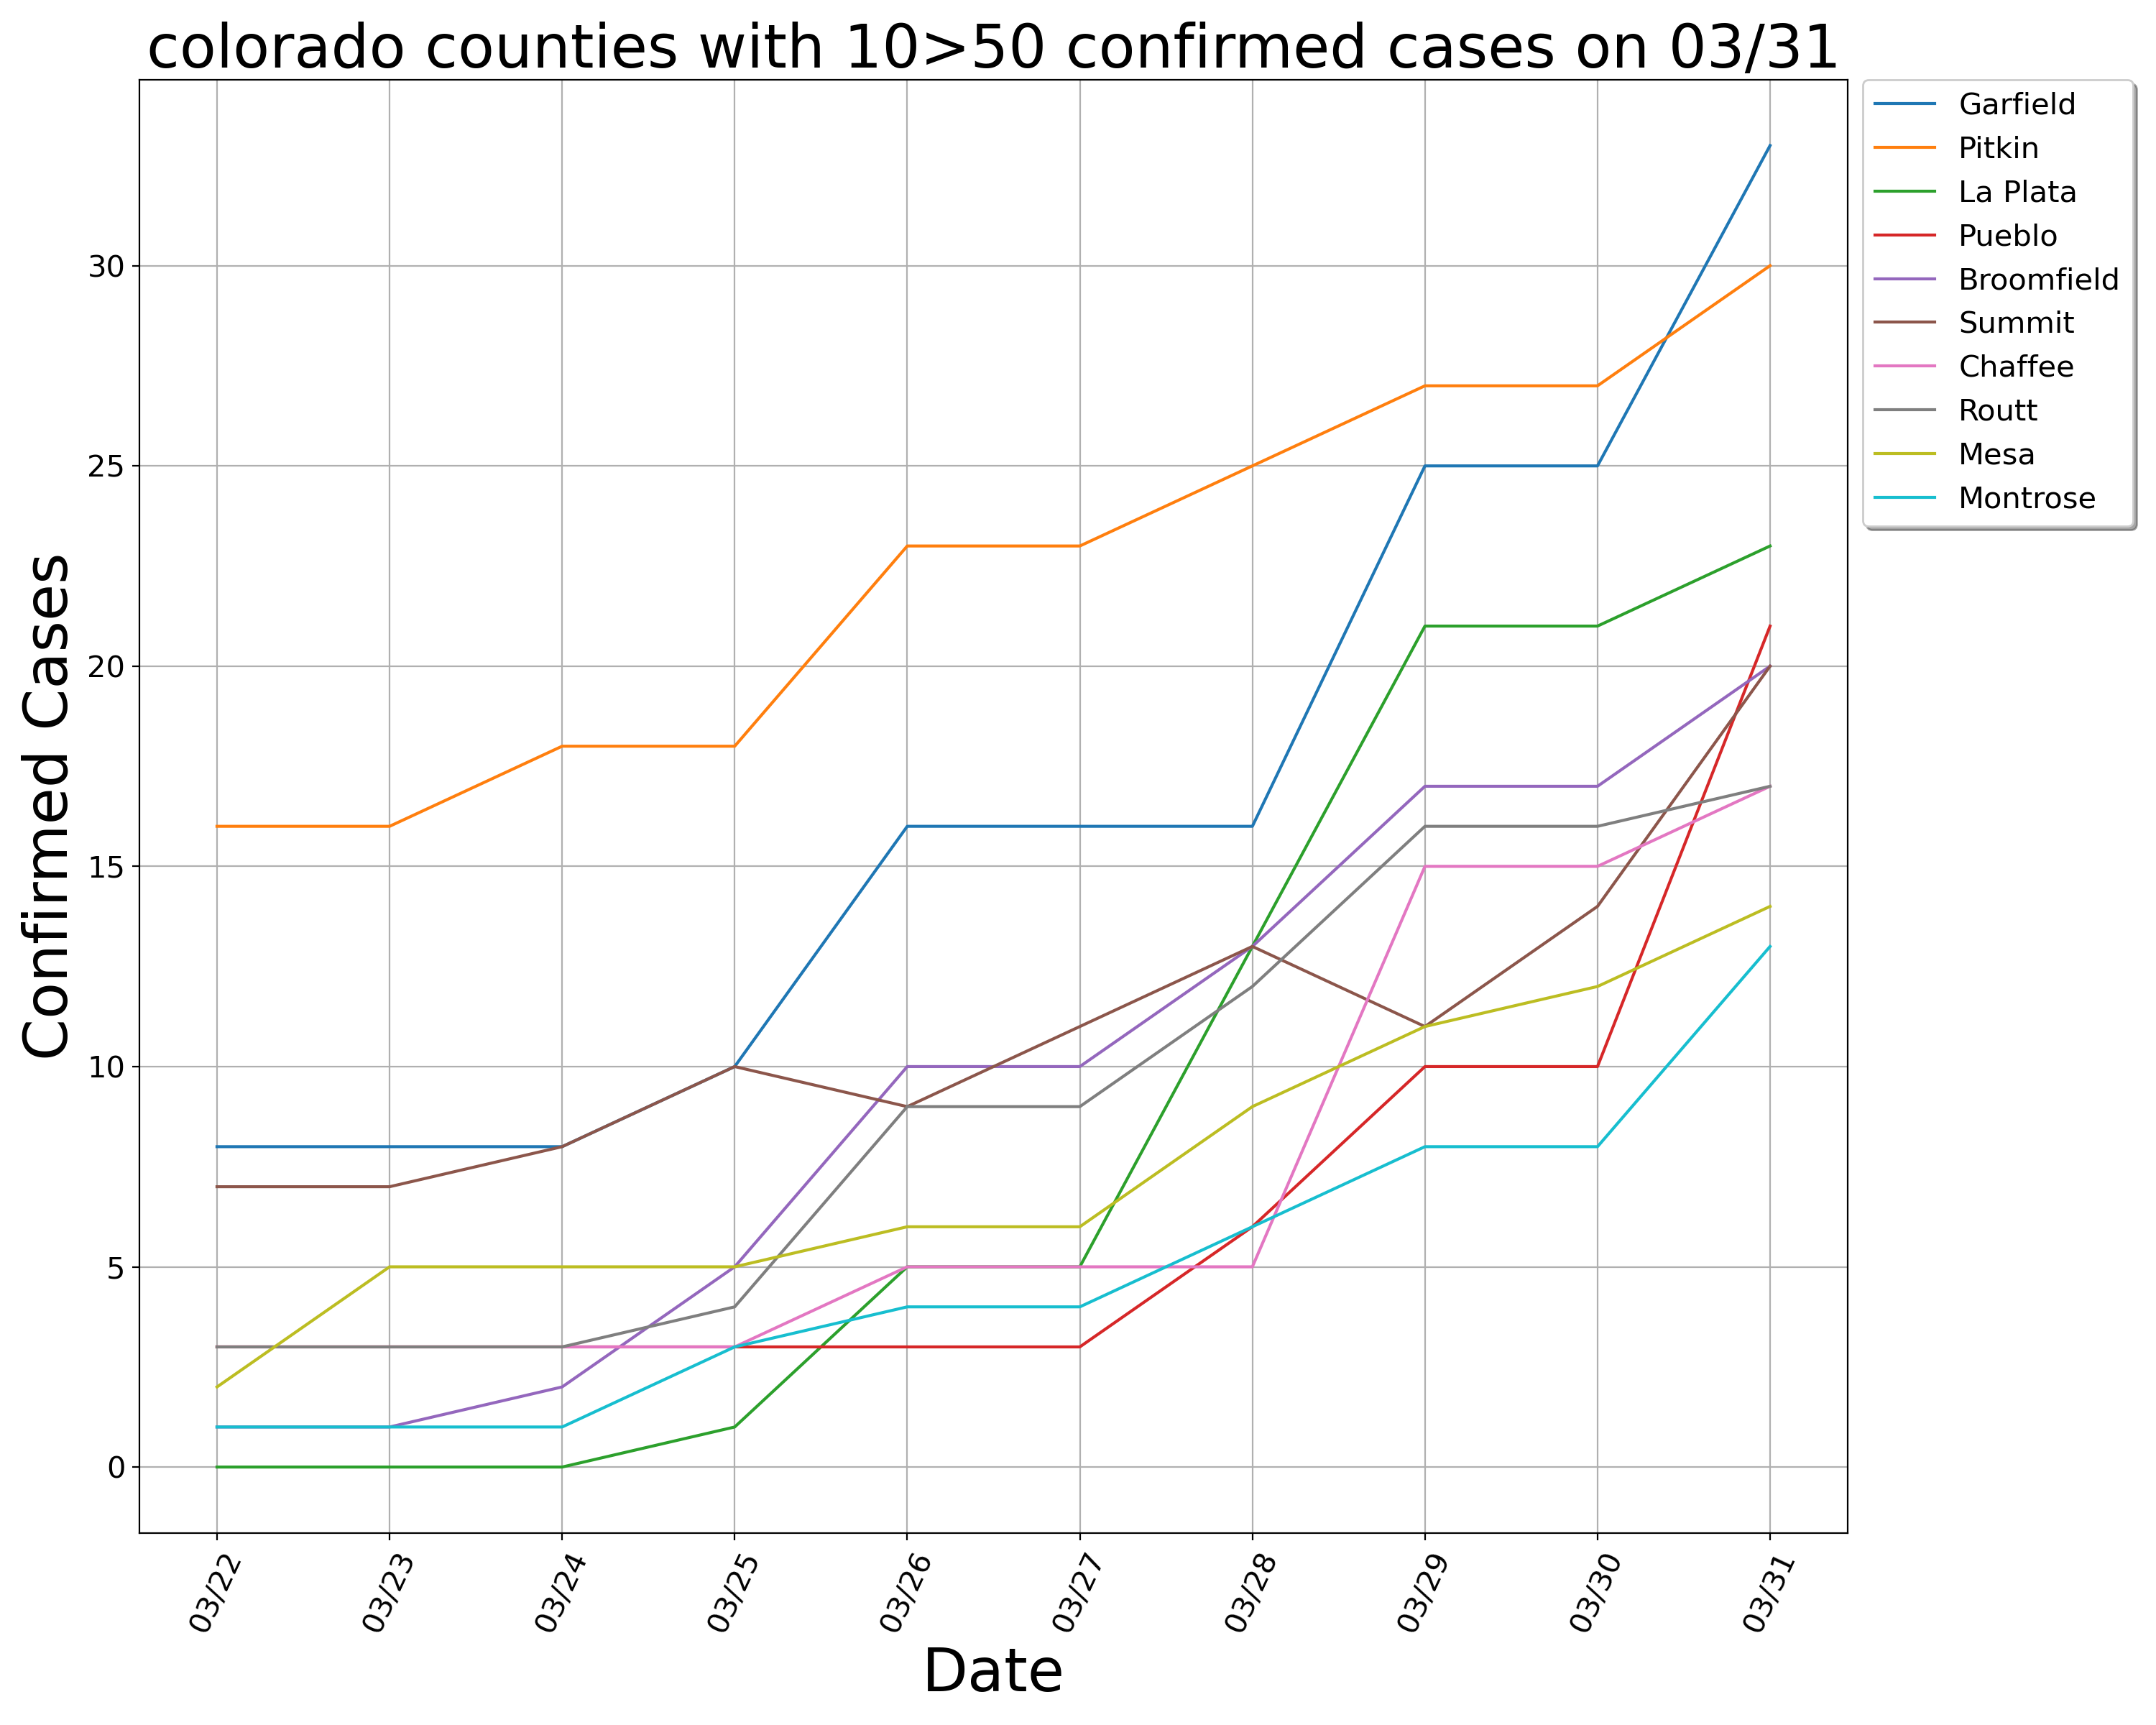 colorado counties with 10>50 confirmed cases on 03/31
Garfield
Pitkin
La Plata
Pueblo
Broomfield
Summit
Chaffee
Routt
Mesa
Montrose
Confirmed Cases
30
25
20
15
10
5
0
03/22
03/23
03/24
03/25
03/26
03/27
03/28
03/29
03/30
03/31
Date